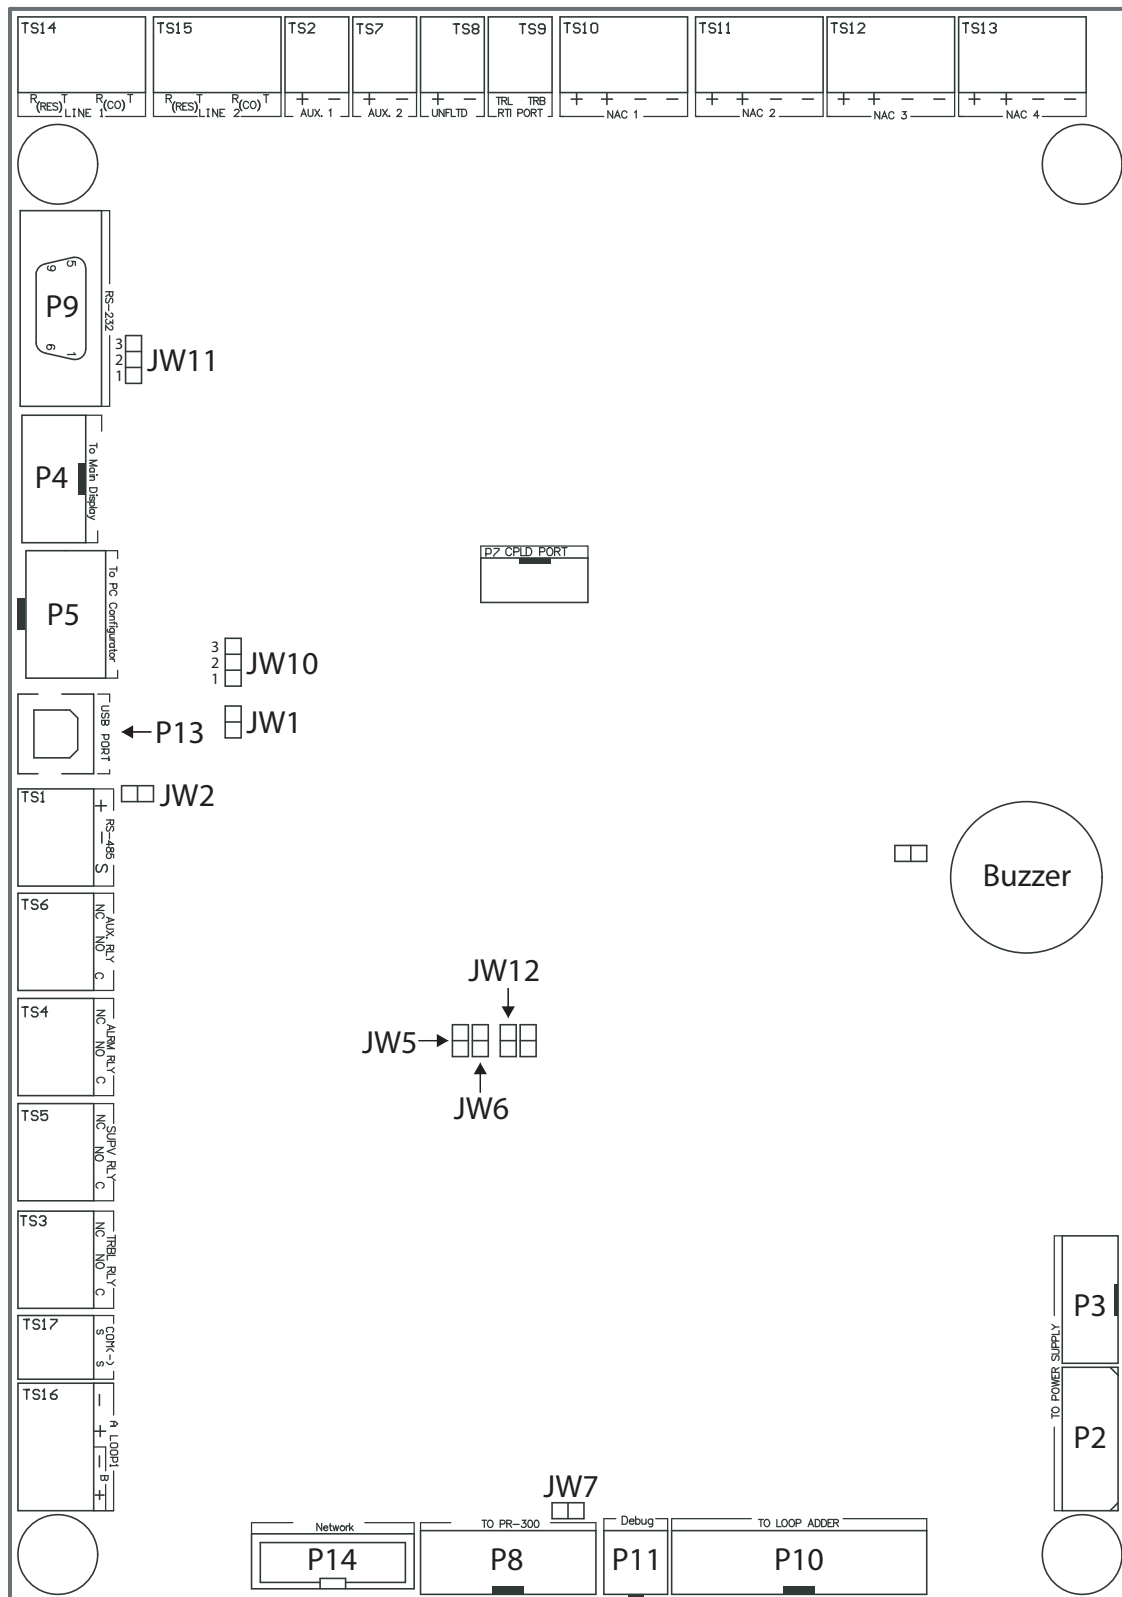 TS14 TS15 TS2 TS7 TS8 TS9 TS10 TS11 TS12 TS13
R (RES) T R (CO) T R (RES) T R (CO) T + - + - + - TRL TRB + + - - + + - - + + - - + + - -
LINE 1 LINE 2 AUX. 1 AUX. 2 UNFLTD RTI PORT NAC 1 NAC 2 NAC 3 NAC 4
5
9
P9
6
1
RS-232
3
2
1
JW11
P4
To Main Display
P7 CPLD PORT
P5
To PC Configurator
3
2
1
JW10
JW1
USB PORT
P13
JW2
TS1
+ - S
RS-485
Buzzer
TS6
NC NO C
AUX. RLY
JW12
TS4
NC NO C
ALRM RLY
JW5
JW6
TS5
NC NO C
SUPV RLY
TS3
NC NO C
TRBL RLY
TS17
S S
COM(-)
TS16
- + - +
A LOOP1
B
P3
TO POWER SUPPLY
P2
JW7
Network TO PR-300 Debug TO LOOP ADDER
P14 P8 P11 P10